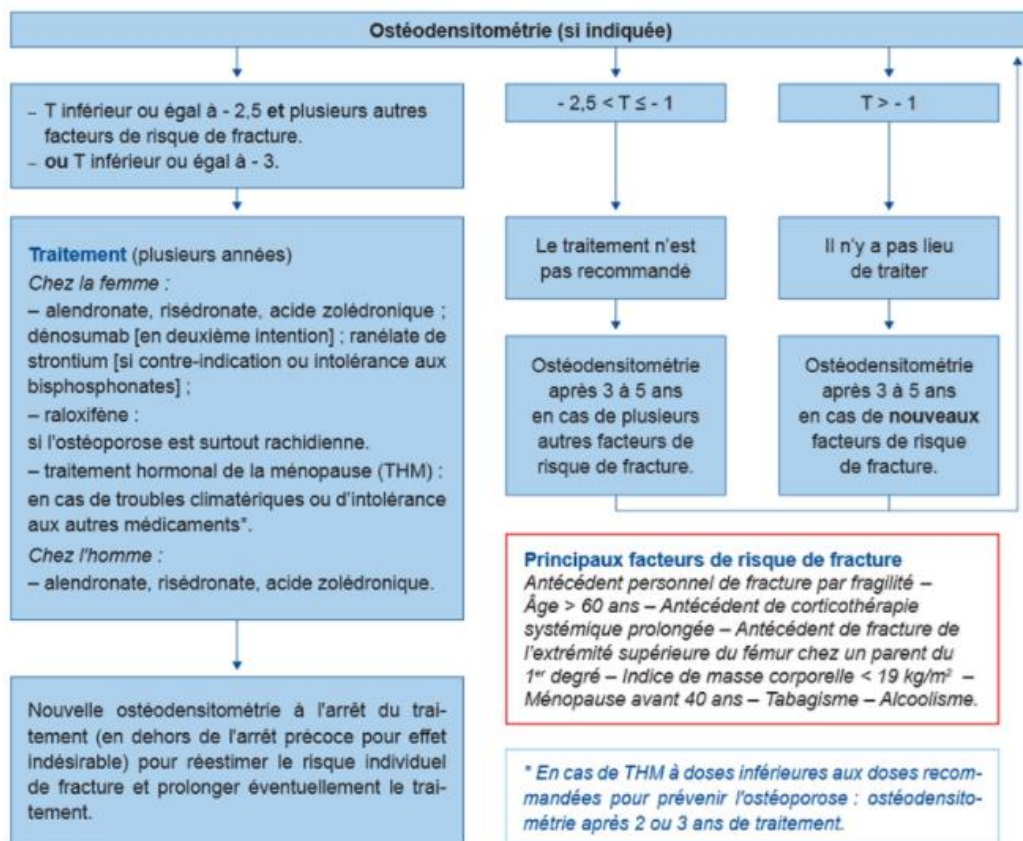 Ostéodensitométrie (si indiquée)
– T inférieur ou égal à - 2,5 et plusieurs autres
facteurs de risque de fracture.
– ou T inférieur ou égal à - 3.
Traitement (plusieurs années)
Chez la femme :
– alendronate, risédronate, acide zolédronique ;
dénosumab [en deuxième intention] ; ranélate de
strontium [si contre-indication ou intolérance aux
bisphosphonates] ;
– raloxifène :
si l'ostéoporose est surtout rachidienne.
– traitement hormonal de la ménopause (THM) :
en cas de troubles climatériques ou d'intolérance
aux autres médicaments*.
Chez l'homme :
– alendronate, risédronate, acide zolédronique.
Nouvelle ostéodensitométrie à l'arrêt du trai-
tement (en dehors de l'arrêt précoce pour effet
indésirable) pour réestimer le risque individuel
de fracture et prolonger éventuellement le trai-
tement.
- 2,5 < T ≤ - 1
Le traitement n'est
pas recommandé
Ostéodensitométrie
après 3 à 5 ans
en cas de plusieurs
autres facteurs de
risque de fracture.
T > - 1
Il n'y a pas lieu
de traiter
Ostéodensitométrie
après 3 à 5 ans
en cas de nouveaux
facteurs de risque
de fracture.
Principaux facteurs de risque de fracture
Antécédent personnel de fracture par fragilité –
Âge > 60 ans – Antécédent de corticothérapie
systémique prolongée – Antécédent de fracture de
l'extrémité supérieure du fémur chez un parent du
1er degré – Indice de masse corporelle < 19 kg/m² –
Ménopause avant 40 ans – Tabagisme – Alcoolisme.
* En cas de THM à doses inférieures aux doses recom-
mandées pour prévenir l'ostéoporose : ostéodensito-
métrie après 2 ou 3 ans de traitement.